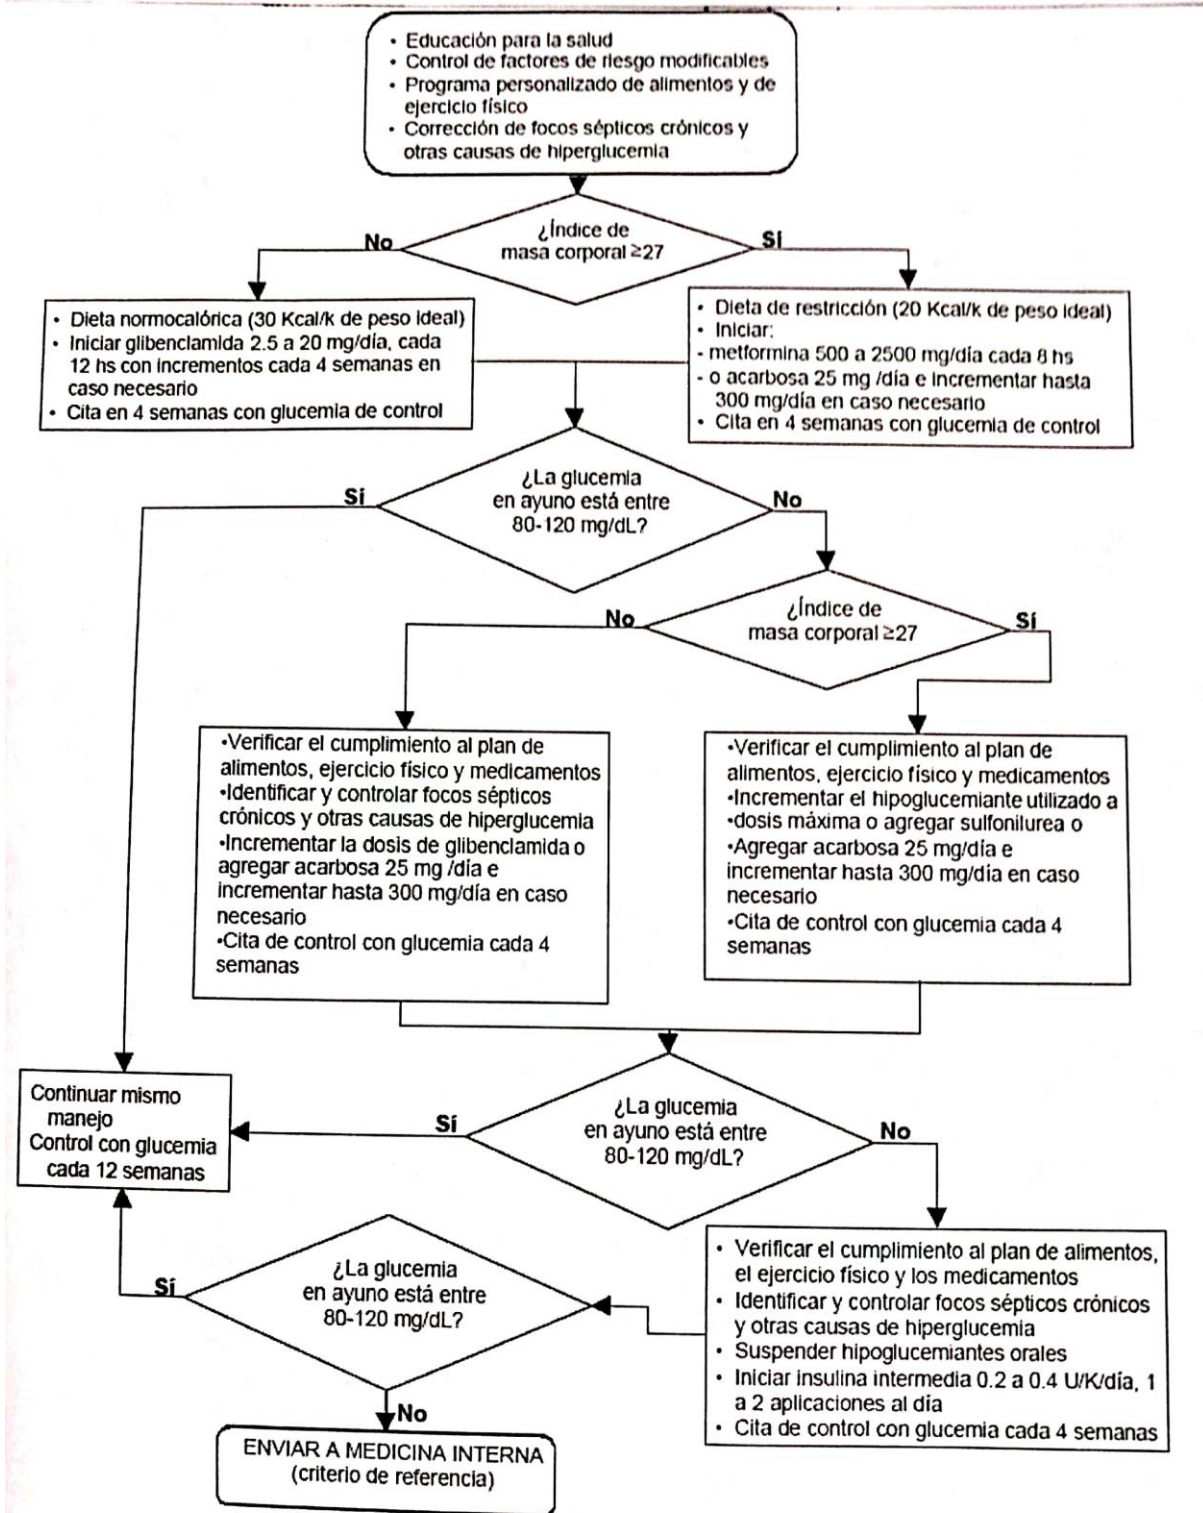 • Educación para la salud
• Control de factores de riesgo modificables
• Programa personalizado de alimentos y de
ejercicio físico
• Corrección de focos sépticos crónicos y
otras causas de hiperglucemia
¿Índice de
masa corporal ≥27
No
Sí
• Dieta normocalórica (30 Kcal/k de peso ideal)
• Iniciar glibenclamida 2.5 a 20 mg/día, cada
12 hs con incrementos cada 4 semanas en
caso necesario
• Cita en 4 semanas con glucemia de control
• Dieta de restricción (20 Kcal/k de peso ideal)
• Iniciar:
- metformina 500 a 2500 mg/día cada 8 hs
- o acarbosa 25 mg /día e incrementar hasta
300 mg/día en caso necesario
• Cita en 4 semanas con glucemia de control
¿La glucemia
en ayuno está entre
80-120 mg/dL?
Sí
No
¿Índice de
masa corporal ≥27
No
Sí
•Verificar el cumplimiento al plan de
alimentos, ejercicio físico y medicamentos
•Identificar y controlar focos sépticos
crónicos y otras causas de hiperglucemia
•Incrementar la dosis de glibenclamida o
agregar acarbosa 25 mg /día e
incrementar hasta 300 mg/día en caso
necesario
•Cita de control con glucemia cada 4
semanas
•Verificar el cumplimiento al plan de
alimentos, ejercicio físico y medicamentos
•Incrementar el hipoglucemiante utilizado a
•dosis máxima o agregar sulfonilurea o
•Agregar acarbosa 25 mg/día e
incrementar hasta 300 mg/día en caso
necesario
•Cita de control con glucemia cada 4
semanas
Continuar mismo
manejo
Control con glucemia
cada 12 semanas
Sí
¿La glucemia
en ayuno está entre
80-120 mg/dL?
No
Sí
¿La glucemia
en ayuno está entre
80-120 mg/dL?
• Verificar el cumplimiento al plan de alimentos,
el ejercicio físico y los medicamentos
• Identificar y controlar focos sépticos crónicos
y otras causas de hiperglucemia
• Suspender hipoglucemiantes orales
• Iniciar insulina intermedia 0.2 a 0.4 U/K/día, 1
a 2 aplicaciones al día
• Cita de control con glucemia cada 4 semanas
No
ENVIAR A MEDICINA INTERNA
(criterio de referencia)